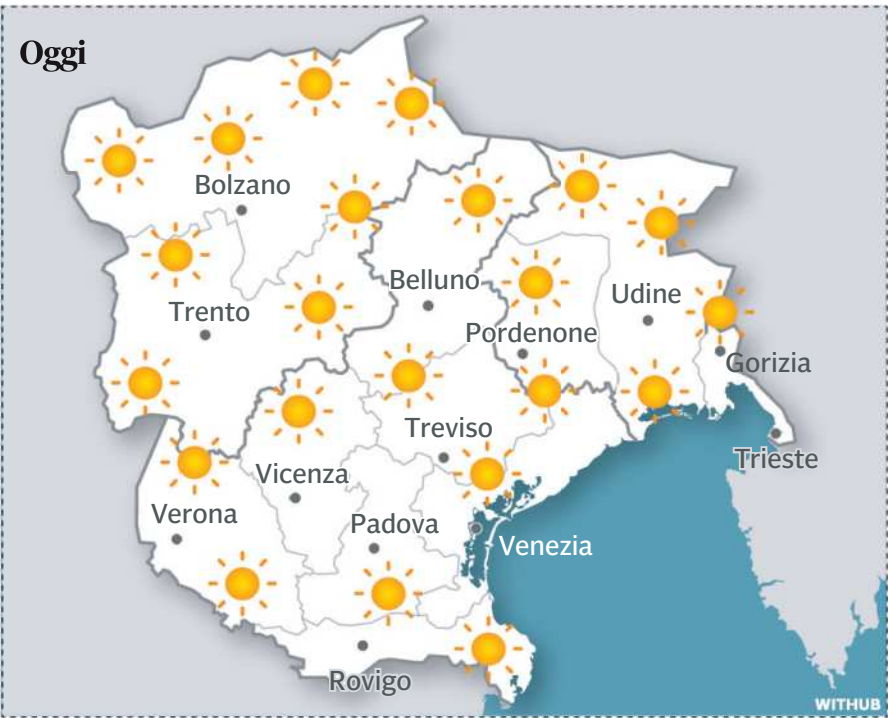 Oggi
Bolzano
Belluno
Udine
Trento
Pordenone
Gorizia
Treviso
Trieste
Vicenza
Verona
Padova
Venezia
Rovigo
WITHUB